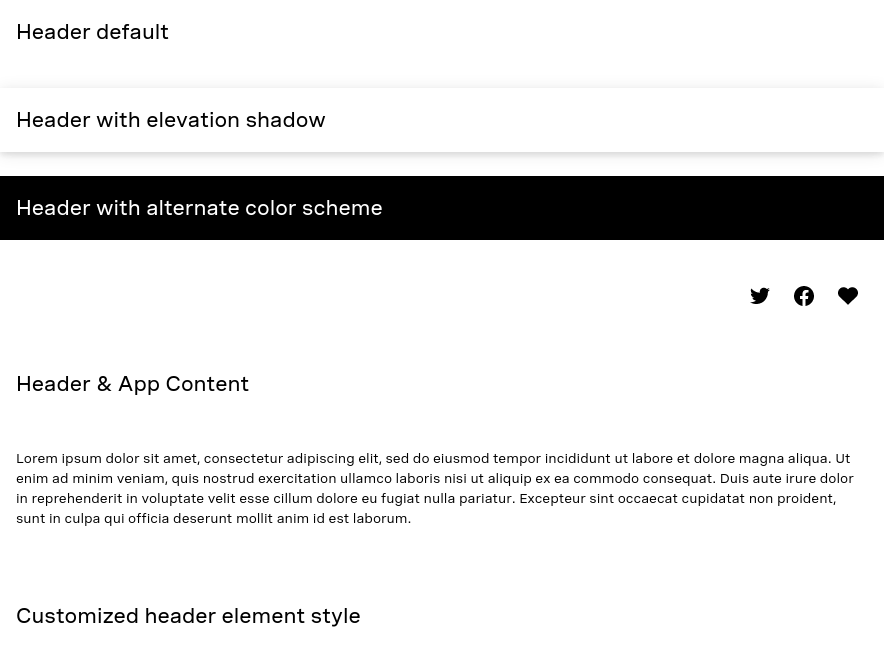 Header default
Header with elevation shadow
Header with alternate color scheme
Header & App Content
Lorem ipsum dolor sit amet, consectetur adipiscing elit, sed do eiusmod tempor incididunt ut labore et dolore magna aliqua. Ut
enim ad minim veniam, quis nostrud exercitation ullamco laboris nisi ut aliquip ex ea commodo consequat. Duis aute irure dolor
in reprehenderit in voluptate velit esse cillum dolore eu fugiat nulla pariatur. Excepteur sint occaecat cupidatat non proident,
sunt in culpa qui officia deserunt mollit anim id est laborum.
Customized header element style